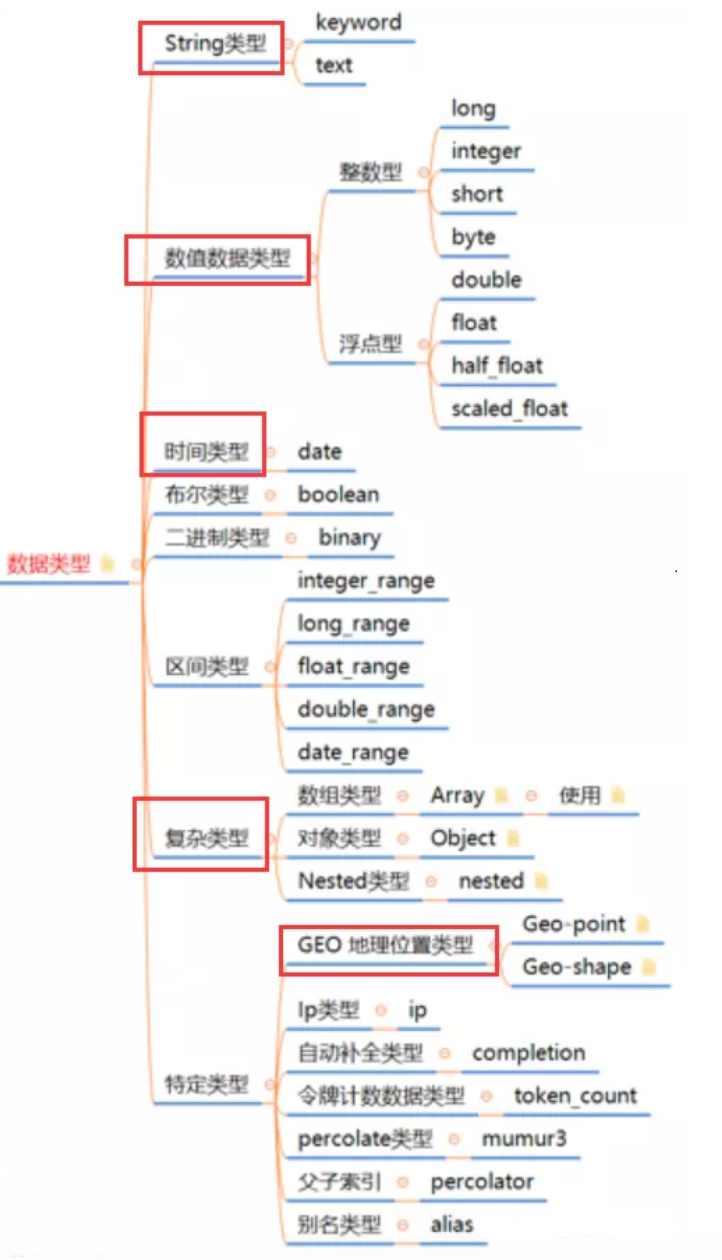 数据类型
String类型
keyword
text
数值数据类型
整数型
long
integer
short
byte
浮点型
double
float
half_float
scaled_float
时间类型
date
布尔类型
boolean
二进制类型
binary
区间类型
integer_range
long_range
float_range
double_range
date_range
复杂类型
数组类型
Array
使用
对象类型
Object
Nested类型
nested
特定类型
GEO 地理位置类型
Geo-point
Geo-shape
Ip类型
ip
自动补全类型
completion
令牌计数数据类型
token_count
percolate类型
mumur3
父子索引
percolator
别名类型
alias